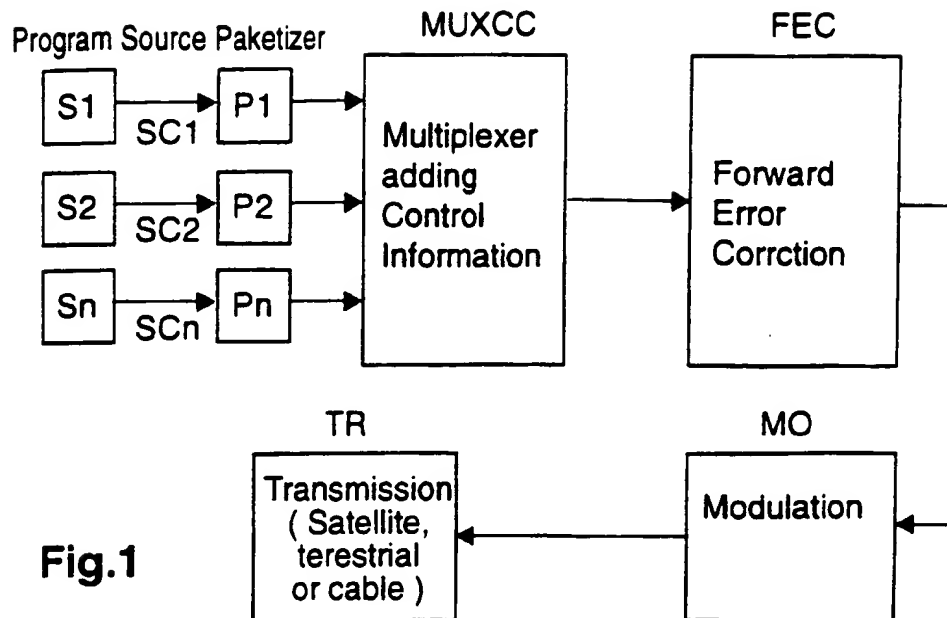 MUXCC
FEC
Program Source Paketizer
S1
SC1
P1
S2
SC2
P2
Sn
SCn
Pn
Multiplexer
adding
Control
Information
Forward
Error
Corrction
TR
MO
Transmission
( Satellite,
terestrial
or cable )
Modulation
Fig.1